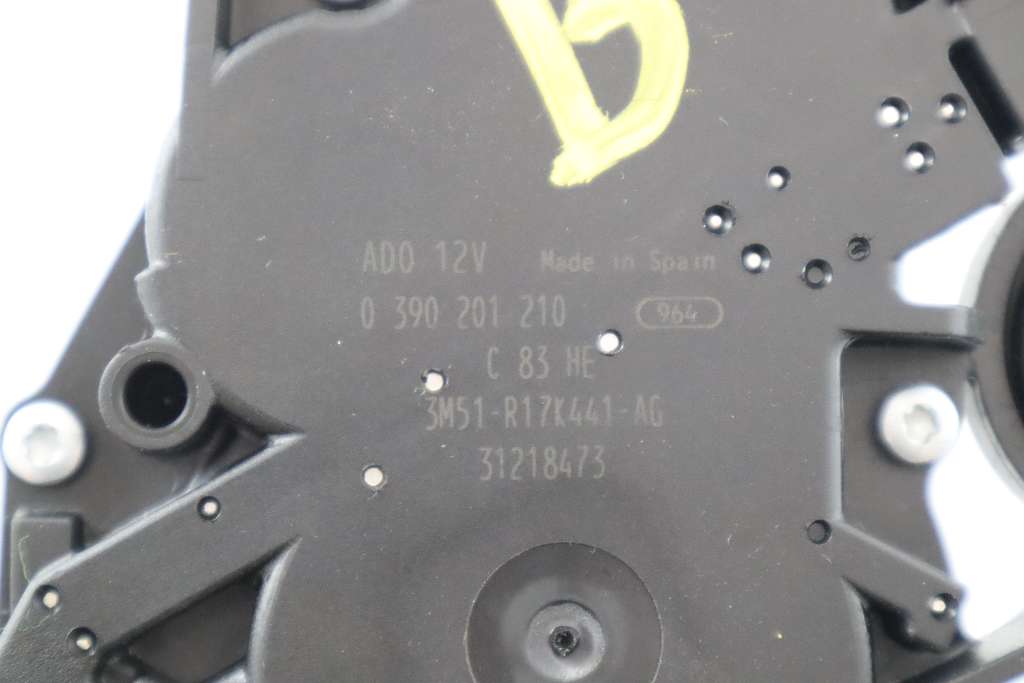 ADO 12V Made in Spain
0 390 201 210 964
C 83 HE
3M51-R17K441-AG
31218473